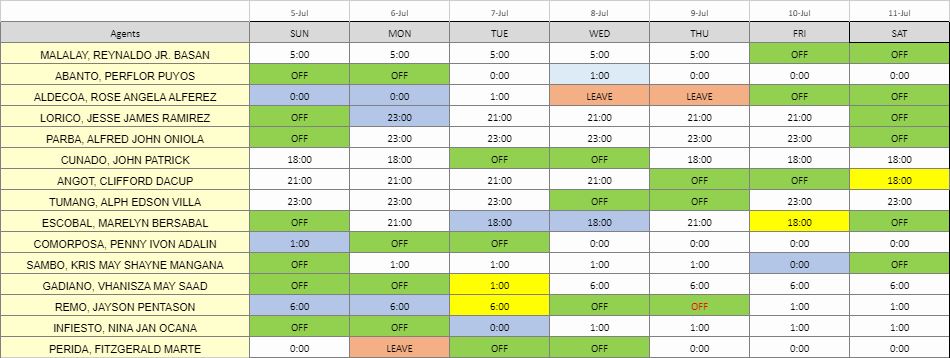 5-Jul 6-Jul 7-Jul 8-Jul 9-Jul 10-Jul 11-Jul
Agents SUN MON TUE WED THU FRI SAT
MALALAY, REYNALDO JR. BASAN 5:00 5:00 5:00 5:00 5:00 OFF OFF
ABANTO, PERFLOR PUYOS OFF OFF 0:00 1:00 0:00 0:00 0:00
ALDECOA, ROSE ANGELA ALFEREZ 0:00 0:00 1:00 LEAVE LEAVE OFF OFF
LORICO, JESSE JAMES RAMIREZ OFF 23:00 21:00 21:00 21:00 21:00 OFF
PARBA, ALFRED JOHN ONIOLA OFF 23:00 23:00 23:00 23:00 23:00 OFF
CUNADO, JOHN PATRICK 18:00 18:00 OFF OFF 18:00 18:00 18:00
ANGOT, CLIFFORD DACUP 21:00 21:00 21:00 21:00 OFF OFF 18:00
TUMANG, ALPH EDSON VILLA 23:00 23:00 23:00 OFF OFF 23:00 23:00
ESCOBAL, MARELYN BERSABAL OFF 21:00 18:00 18:00 21:00 18:00 OFF
COMORPOSA, PENNY IVON ADALIN 1:00 OFF OFF 0:00 0:00 0:00 0:00
SAMBO, KRIS MAY SHAYNE MANGANA OFF 1:00 1:00 1:00 1:00 0:00 OFF
GADIANO, VHANISZA MAY SAAD OFF OFF 1:00 6:00 6:00 6:00 6:00
REMO, JAYSON PENTASON 6:00 6:00 6:00 OFF OFF 1:00 1:00
INFIESTO, NINA JAN OCANA OFF OFF 0:00 1:00 1:00 1:00 1:00
PERIDA, FITZGERALD MARTE 0:00 LEAVE OFF OFF 0:00 0:00 0:00